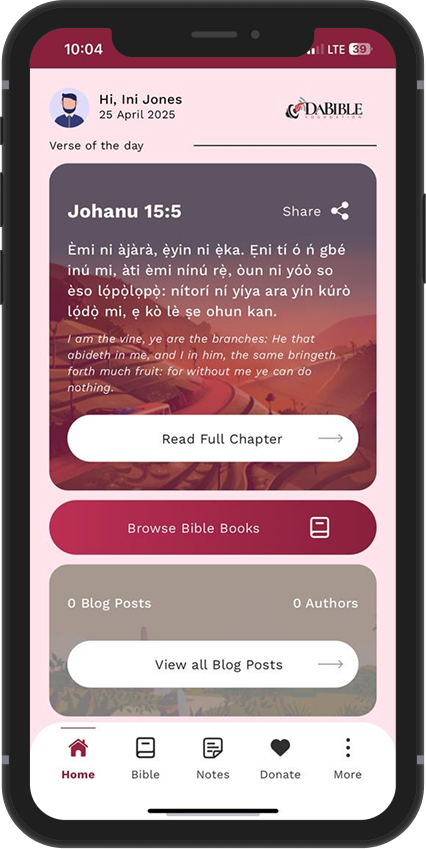 10:04 LTE 39
Hi, Ini Jones
25 April 2025
DABIBLE
FOUNDATION
Verse of the day
Johanu 15:5 Share
Èmi ni àjàrà, ẹ̀yin ni ẹ̀ka. Ẹni tí ó ń gbé
inú mi, àti èmi nínú rẹ̀, òun ni yóò so
èso lọ́pọ̀lọpọ̀: nítorí ní yíya ara yín kúrò
lọ́dọ̀ mi, ẹ kò lè ṣe ohun kan.
I am the vine, ye are the branches: He that
abideth in me, and I in him, the same bringeth
forth much fruit: for without me ye can do
nothing.
Read Full Chapter
Browse Bible Books
0 Blog Posts 0 Authors
View all Blog Posts
Home Bible Notes Donate More